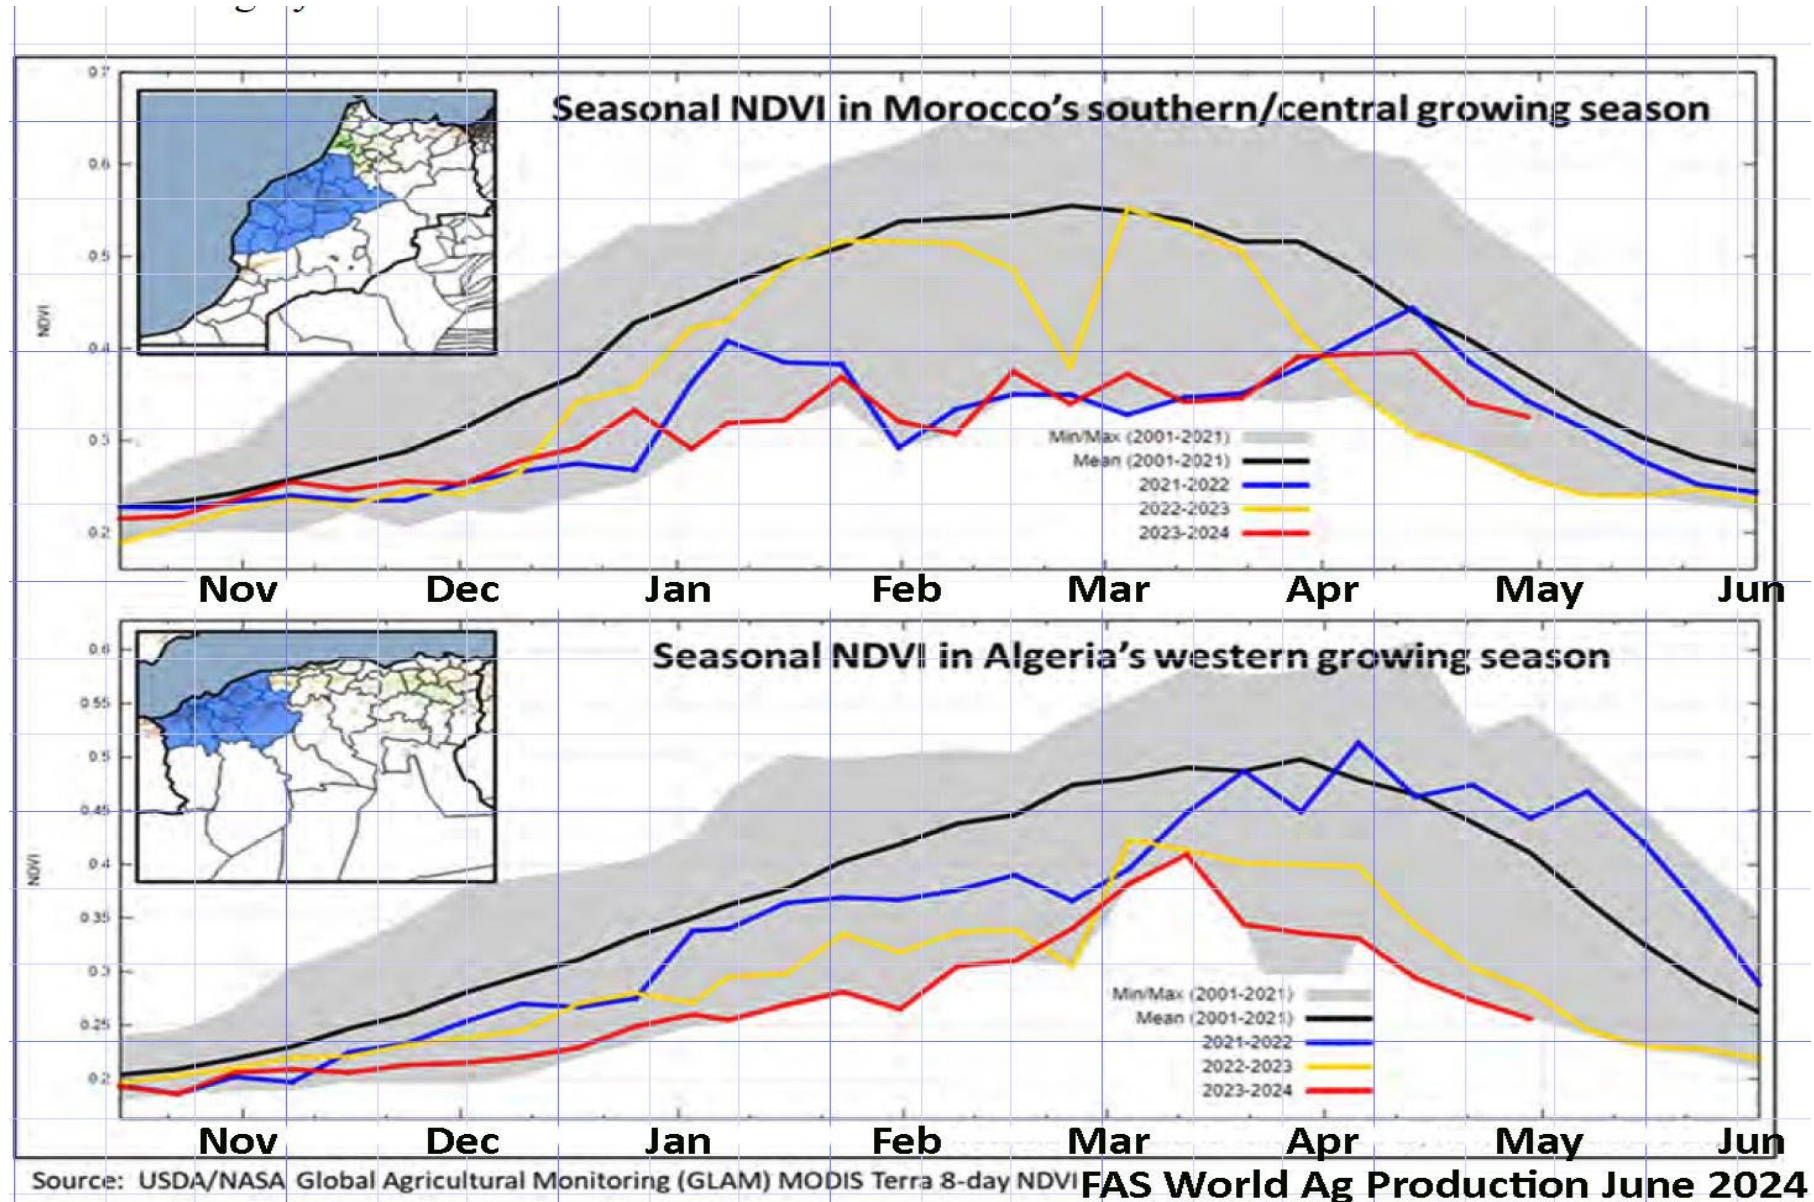 0.7
Seasonal NDVI in Morocco's southern/central growing season
0.6
0.5
NDVI
0.4
0.3
0.2
Min/Max (2001-2021)
Mean (2001-2021)
2021-2022
2022-2023
2023-2024
Nov Dec Jan Feb Mar Apr May Jun
Seasonal NDVI in Algeria's western growing season
0.6
0.55
0.5
0.45
0.4
NDVI
0.35
0.3
0.25
0.2
Min/Max (2001-2021)
Mean (2001-2021)
2021-2022
2022-2023
2023-2024
Nov Dec Jan Feb Mar Apr May Jun
Source: USDA/NASA Global Agricultural Monitoring (GLAM) MODIS Terra 8-day NDVI FAS World Ag Production June 2024